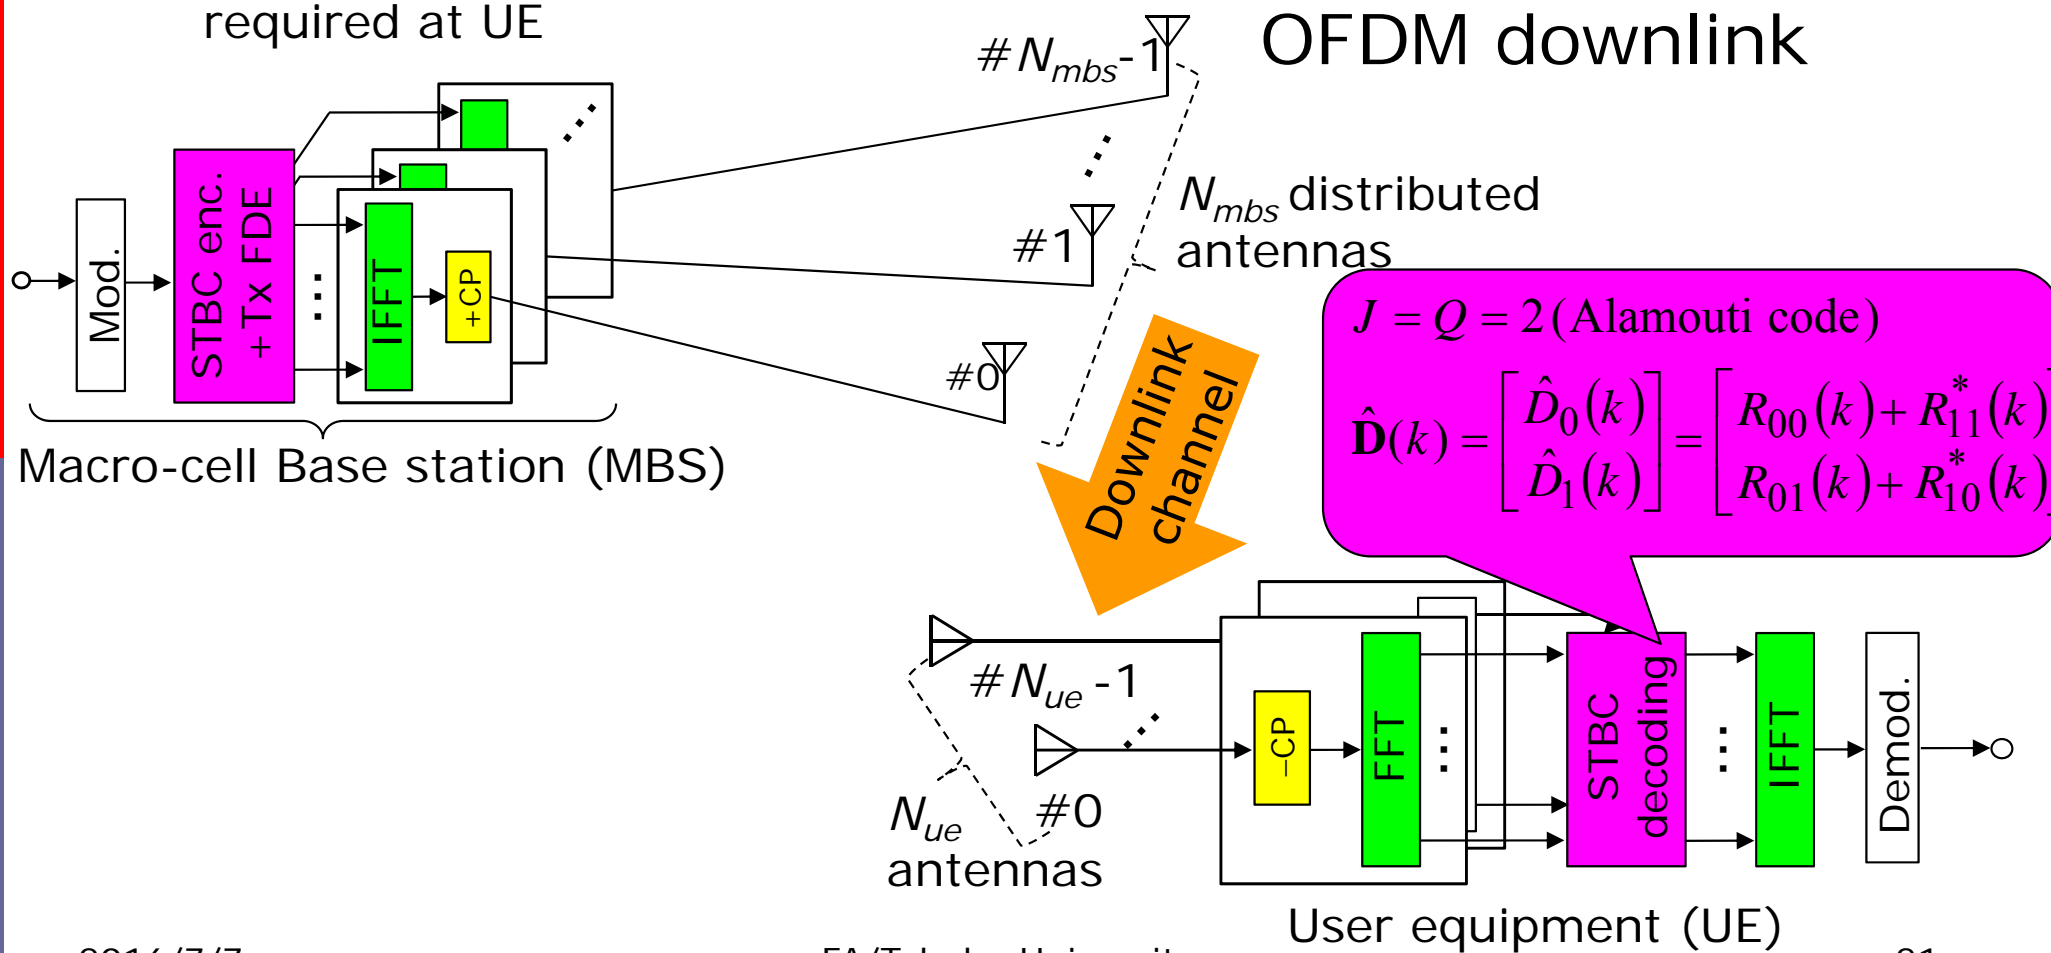 required at UE
OFDM downlink
#N_mbs-1
#1
#0
N_mbs distributed
antennas
Mod.
STBC enc.
+ Tx FDE
IFFT
+CP
Macro-cell Base station (MBS)
Downlink
channel
J = Q = 2 (Alamouti code)
D̂(k) = [D̂_0(k) D̂_1(k)] = [R_00(k) + R*_11(k) R_01(k) + R*_10(k)]
#N_ue -1
#0
N_ue
antennas
−CP
FFT
STBC
decoding
IFFT
Demod.
User equipment (UE)